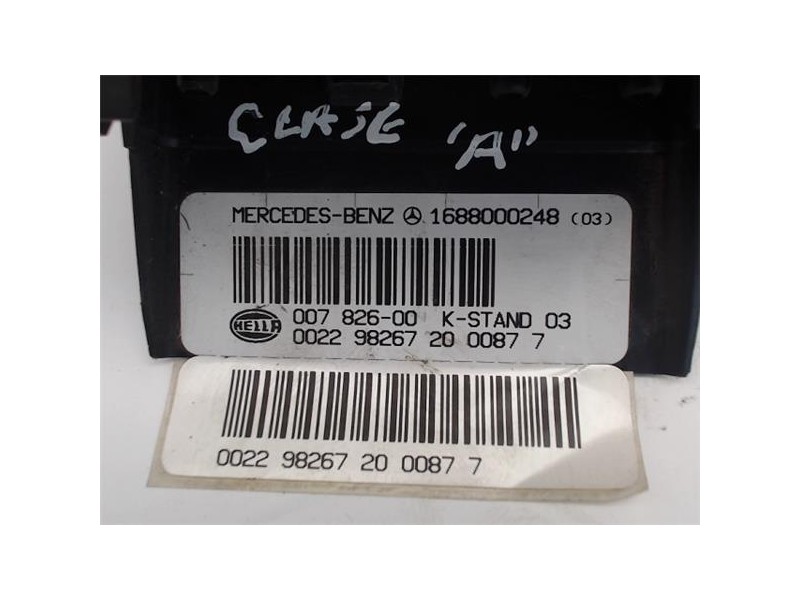 CLASE "A"
MERCEDES-BENZ 1688000248 (03)
HELLA 007 826-00 K-STAND 03
0022 98267 20 0087 7
0022 98267 20 0087 7